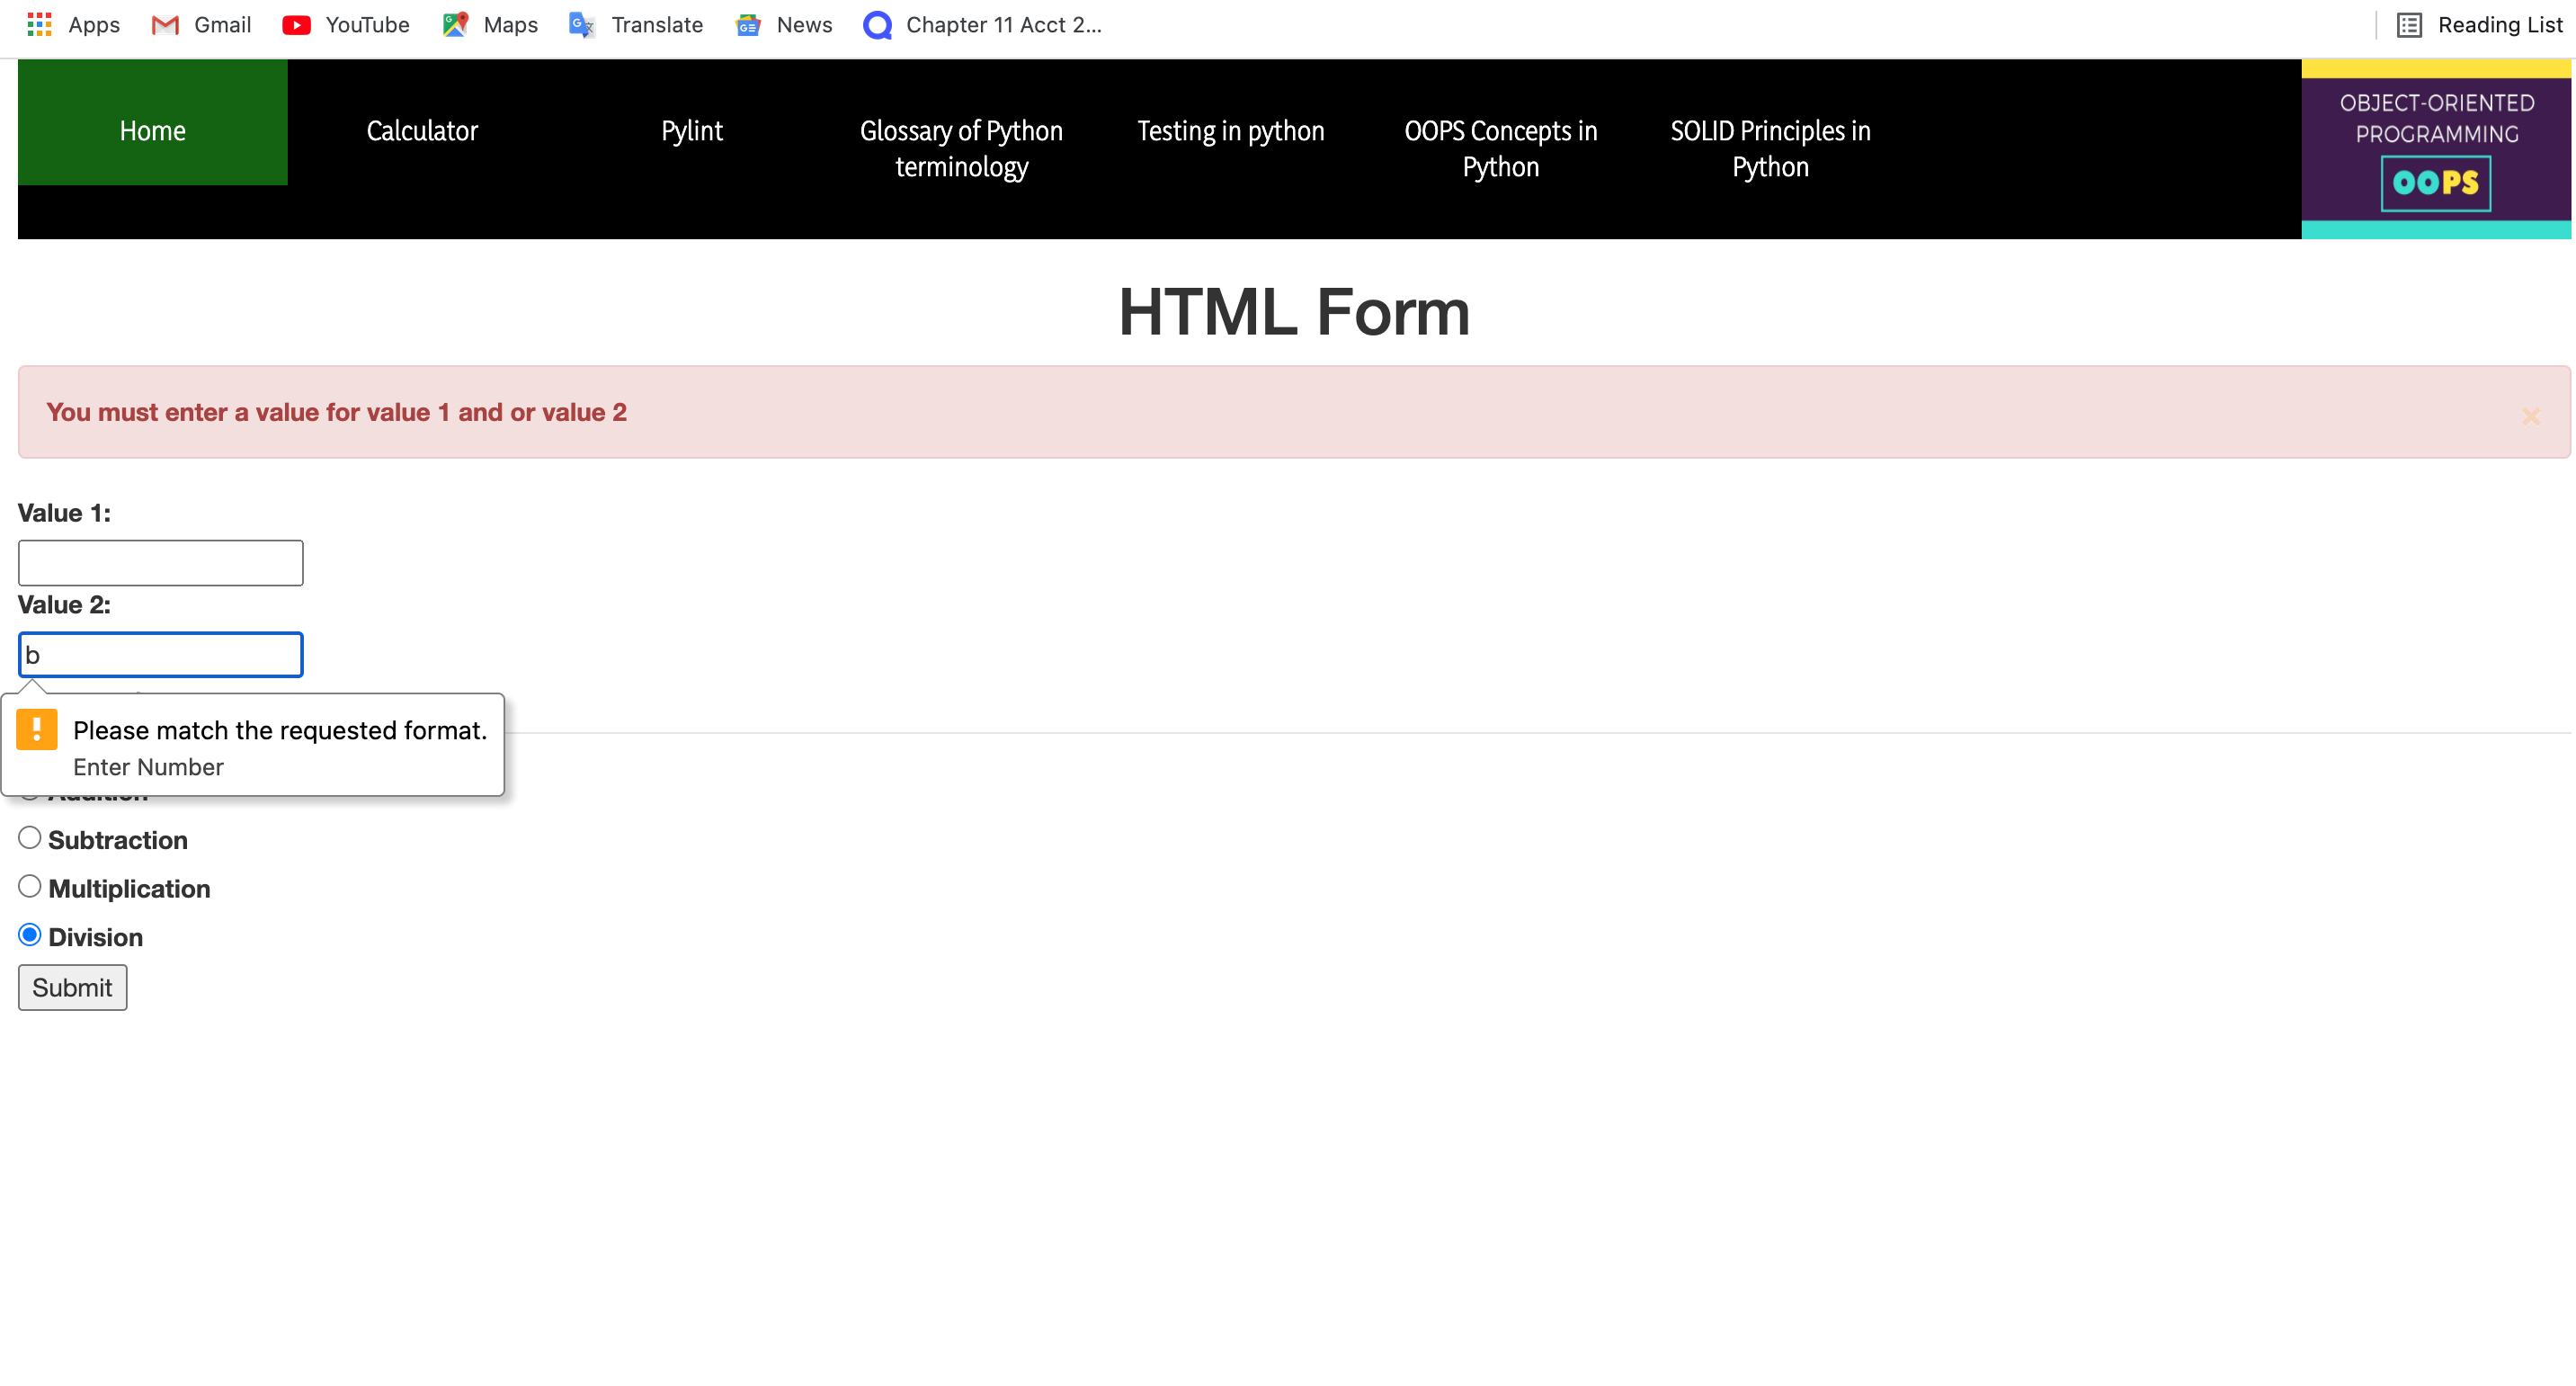 Apps Gmail YouTube Maps Translate News Chapter 11 Acct 2... Reading List
Home Calculator Pylint Glossary of Python terminology Testing in python OOPS Concepts in Python SOLID Principles in Python
OBJECT-ORIENTED
PROGRAMMING
OOPS
HTML Form
You must enter a value for value 1 and or value 2 ×
Value 1:
Value 2:
b
Please match the requested format.
Enter Number
Addition
Subtraction
Multiplication
Division
Submit